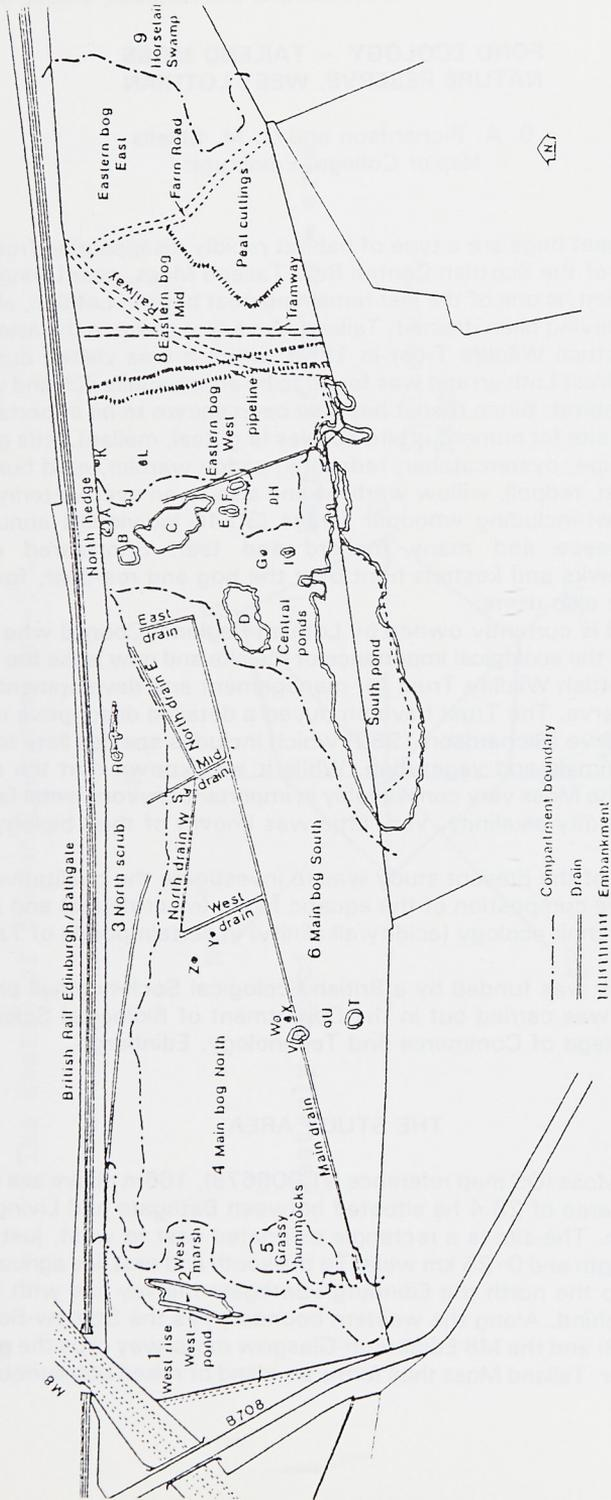 British Rail Edinburgh/Bathgate
M8
B708
West rise
West
pond
2 West
marsh
5
Grassy
hummocks
4 Main bog North
Main drain
3 North scrub
North drain W
West
drain
Mid
drain
North drain E
East
drain
6 Main bog South
7 Central
ponds
South pond
North hedge
Eastern bog
West
pipeline
8 Eastern bog
Mid
Railway
Tramway
Peat cuttings
Farm Road
Eastern bog
East
9
Horsetail
Swamp
A
B
C
D
E
F
G
H
I
J
K
L
R
S
T
U
V
W
X
Y
Z
N
Compartment boundary
Drain
Embankment